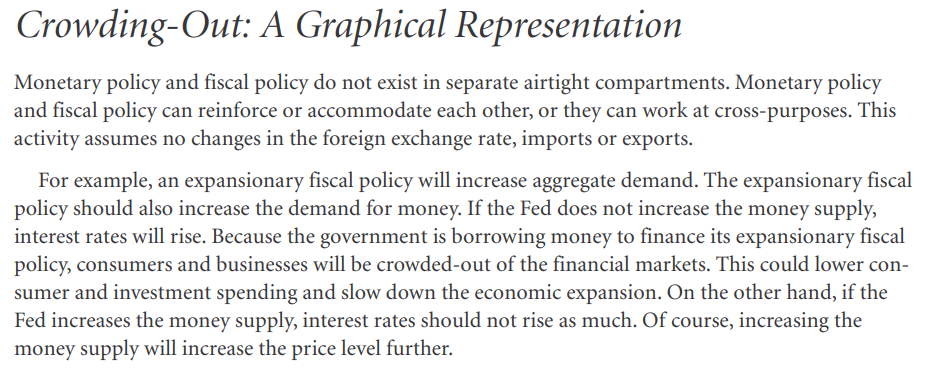 Crowding-Out: A Graphical Representation
Monetary policy and fiscal policy do not exist in separate airtight compartments. Monetary policy
and fiscal policy can reinforce or accommodate each other, or they can work at cross-purposes. This
activity assumes no changes in the foreign exchange rate, imports or exports.
For example, an expansionary fiscal policy will increase aggregate demand. The expansionary fiscal
policy should also increase the demand for money. If the Fed does not increase the money supply,
interest rates will rise. Because the government is borrowing money to finance its expansionary fiscal
policy, consumers and businesses will be crowded-out of the financial markets. This could lower con-
sumer and investment spending and slow down the economic expansion. On the other hand, if the
Fed increases the money supply, interest rates should not rise as much. Of course, increasing the
money supply will increase the price level further.